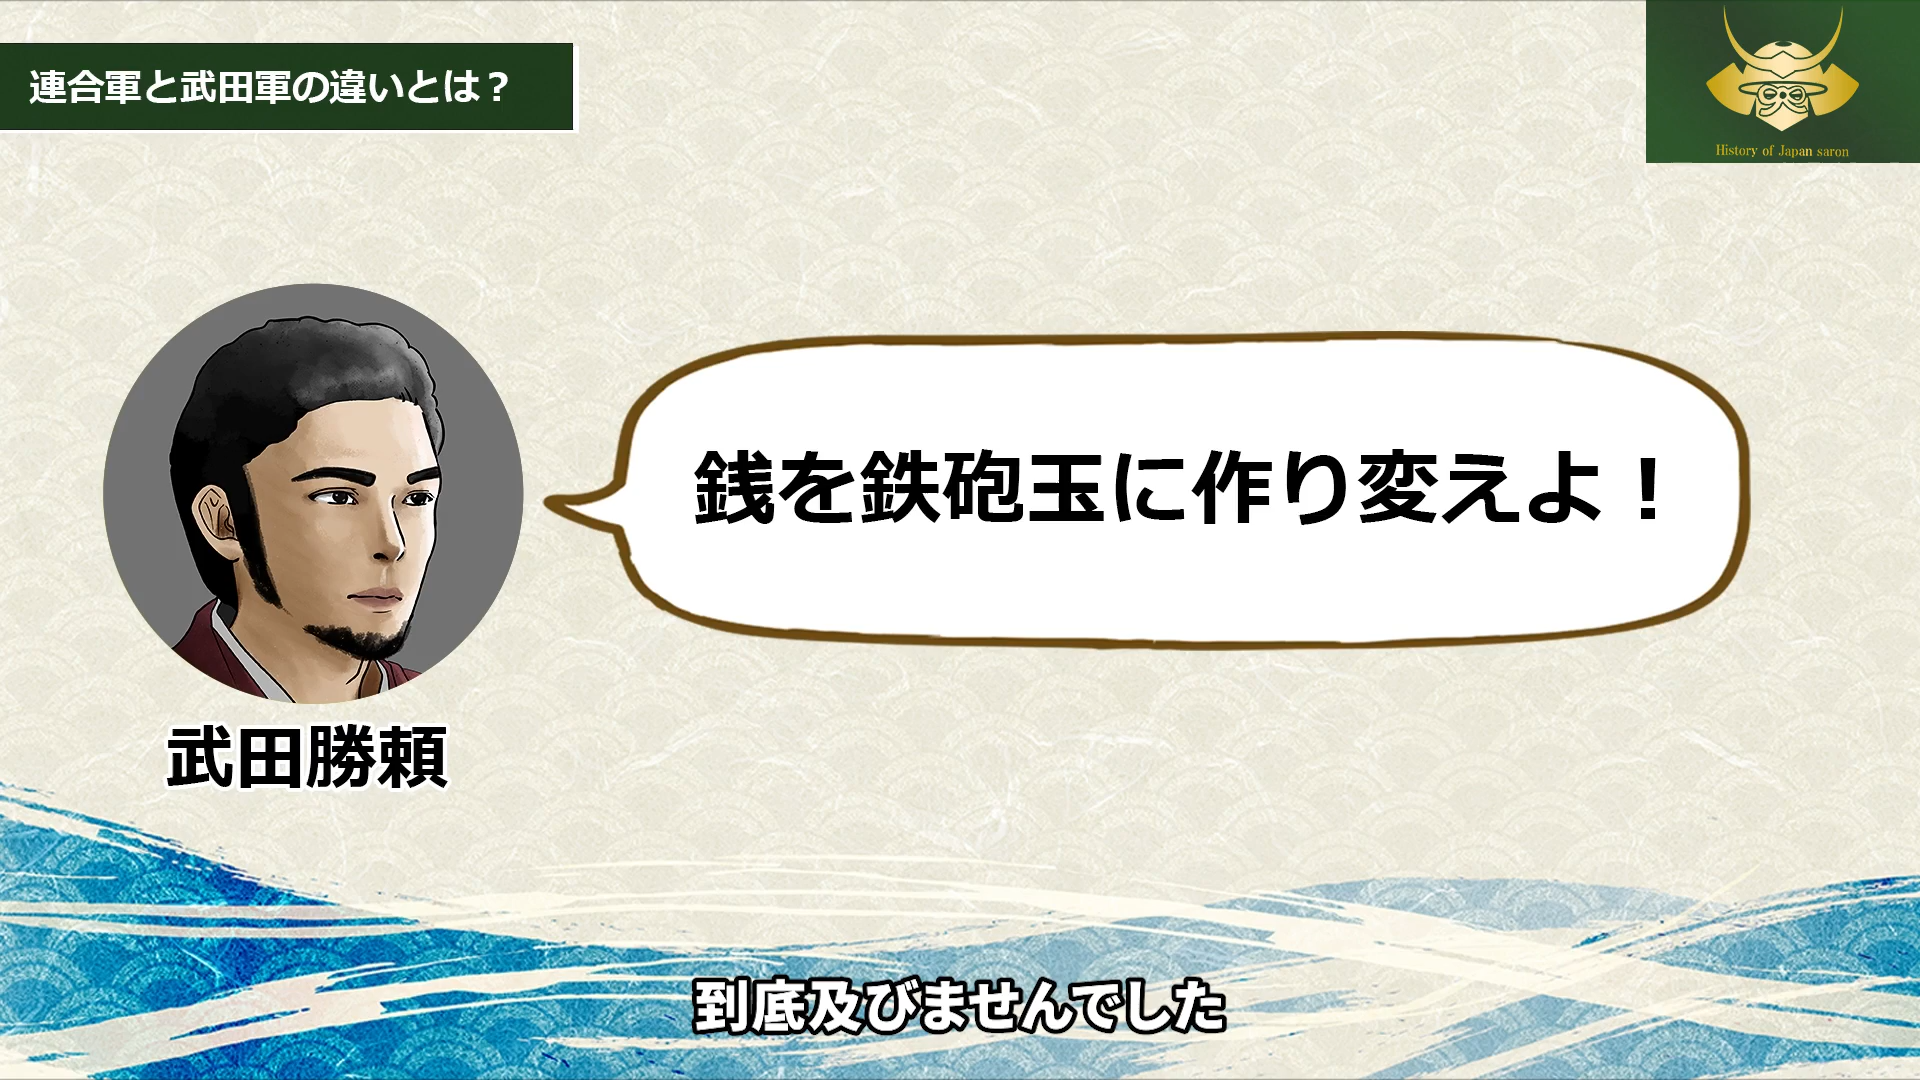 連合軍と武田軍の違いとは？
History of Japan saron
銭を鉄砲玉に作り変えよ！
武田勝頼
到底及びませんでした